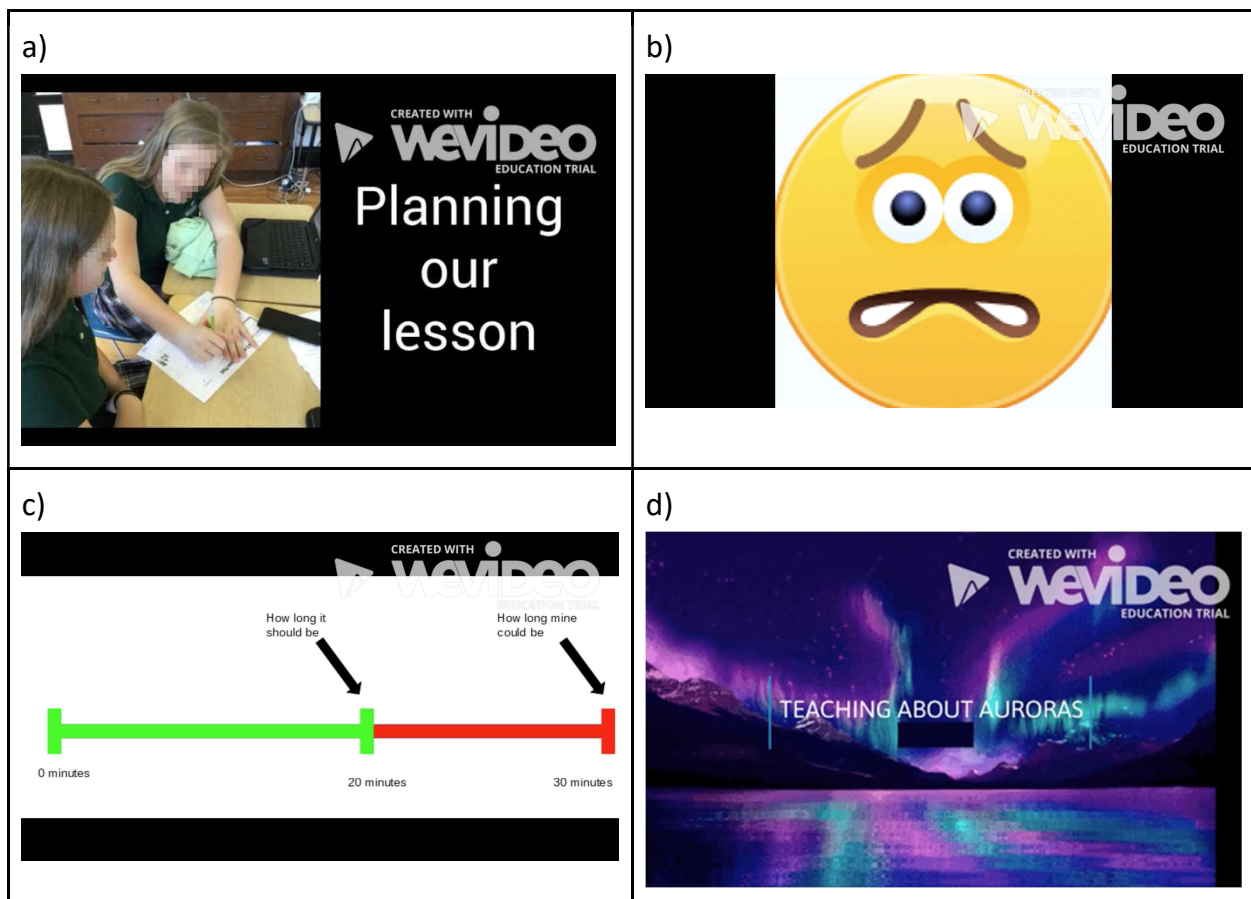 a)
CREATED WITH
WeVIDEO
EDUCATION TRIAL
Planning
our
lesson
b)
CREATED WITH
WeVIDEO
EDUCATION TRIAL
c)
CREATED WITH
WeVIDEO
EDUCATION TRIAL
How long it
should be
How long mine
could be
0 minutes
20 minutes
30 minutes
d)
CREATED WITH
WeVIDEO
EDUCATION TRIAL
TEACHING ABOUT AURORAS